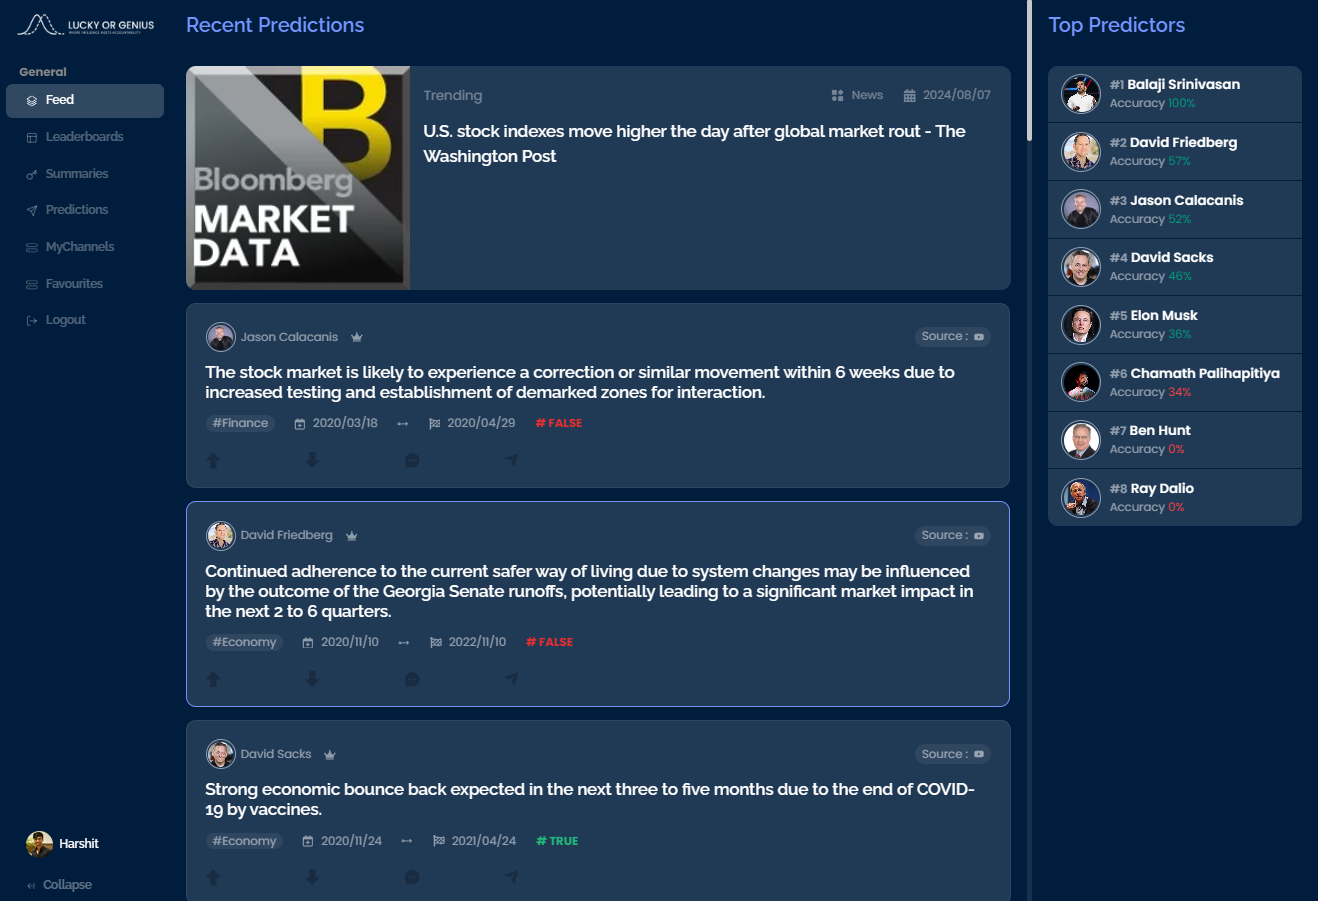 LUCKY OR GENIUS
WHERE INFLUENCE MEETS ACCOUNTABILITY
General
Feed
Leaderboards
Summaries
Predictions
MyChannels
Favourites
Logout
Harshit
Collapse
Recent Predictions
B
Bloomberg
MARKET
DATA
Trending
News
2024/08/07
U.S. stock indexes move higher the day after global market rout - The
Washington Post
Jason Calacanis
Source :
The stock market is likely to experience a correction or similar movement within 6 weeks due to
increased testing and establishment of demarked zones for interaction.
#Finance 2020/03/18 2020/04/29 # FALSE
David Friedberg
Source :
Continued adherence to the current safer way of living due to system changes may be influenced
by the outcome of the Georgia Senate runoffs, potentially leading to a significant market impact in
the next 2 to 6 quarters.
#Economy 2020/11/10 2022/11/10 # FALSE
David Sacks
Source :
Strong economic bounce back expected in the next three to five months due to the end of COVID-
19 by vaccines.
#Economy 2020/11/24 2021/04/24 # TRUE
Top Predictors
#1 Balaji Srinivasan
Accuracy 100%
#2 David Friedberg
Accuracy 57%
#3 Jason Calacanis
Accuracy 52%
#4 David Sacks
Accuracy 46%
#5 Elon Musk
Accuracy 36%
#6 Chamath Palihapitiya
Accuracy 34%
#7 Ben Hunt
Accuracy 0%
#8 Ray Dalio
Accuracy 0%